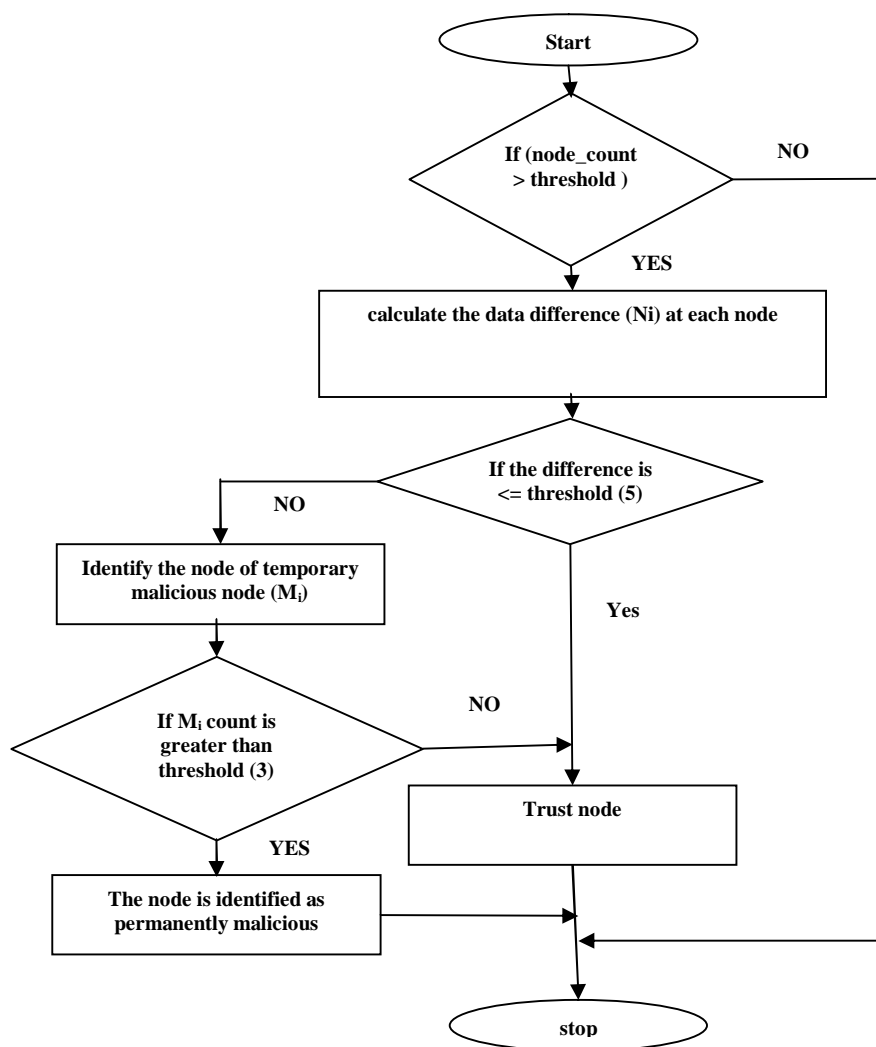 Start
If (node_count
> threshold )
NO
YES
calculate the data difference (Ni) at each node
If the difference is
<= threshold (5)
NO
Identify the node of temporary
malicious node (Mi)
Yes
If Mi count is
greater than
threshold (3)
NO
Trust node
YES
The node is identified as
permanently malicious
stop